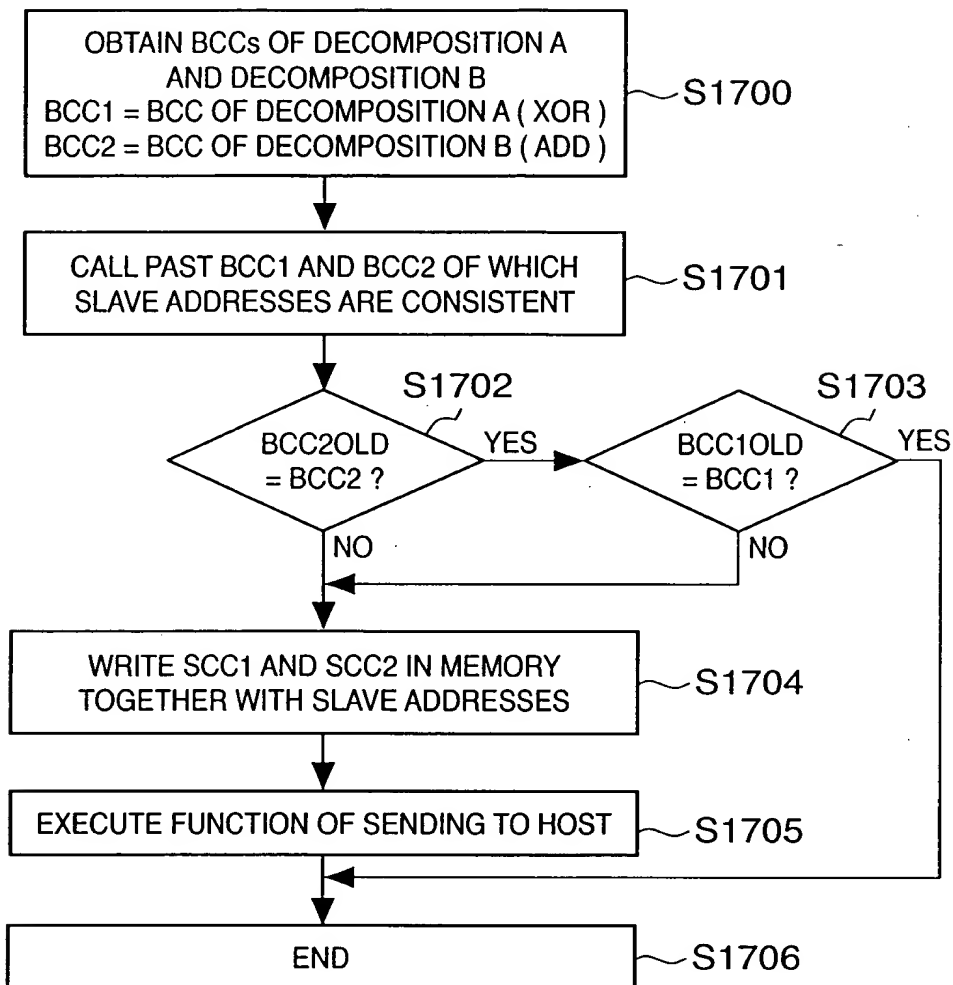 OBTAIN BCCs OF DECOMPOSITION A
AND DECOMPOSITION B
BCC1 = BCC OF DECOMPOSITION A ( XOR )
BCC2 = BCC OF DECOMPOSITION B ( ADD )
S1700
CALL PAST BCC1 AND BCC2 OF WHICH
SLAVE ADDRESSES ARE CONSISTENT
S1701
S1702
BCC2OLD
= BCC2 ?
YES
NO
S1703
BCC1OLD
= BCC1 ?
YES
NO
WRITE SCC1 AND SCC2 IN MEMORY
TOGETHER WITH SLAVE ADDRESSES
S1704
EXECUTE FUNCTION OF SENDING TO HOST
S1705
END
S1706